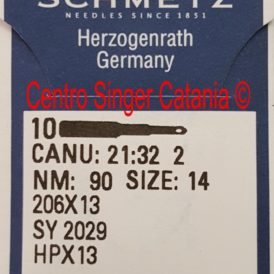 SCHMETZ
NEEDLES SINCE 1851
Herzogenrath
Germany
Centro Singer Catania ©
10
CANU: 21:32 2
NM: 90 SIZE: 14
206X13
SY 2029
HPX13